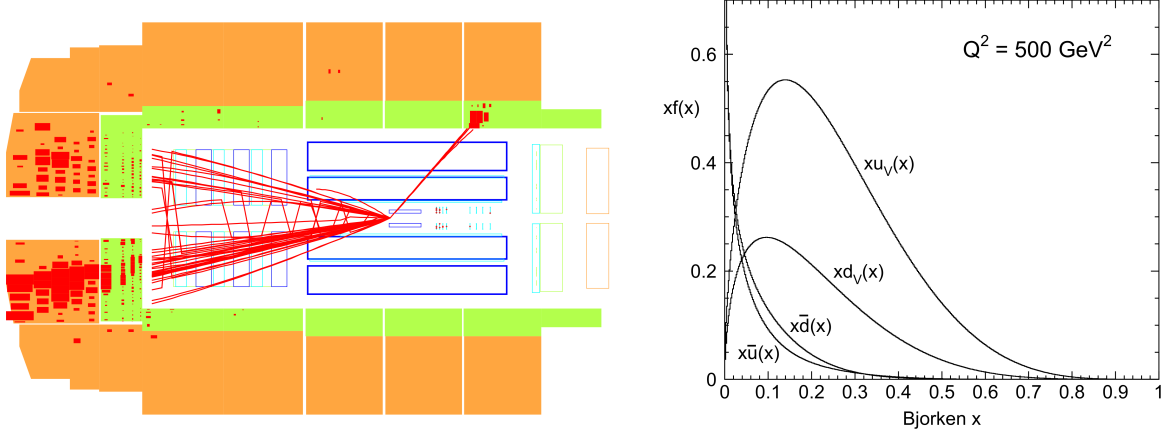 Q² = 500 GeV²
0.6
xf(x)
0.4
xu_V(x)
xd_V(x)
0.2
xd̅(x)
xu̅(x)
0
0 0.1 0.2 0.3 0.4 0.5 0.6 0.7 0.8 0.9 1
Bjorken x